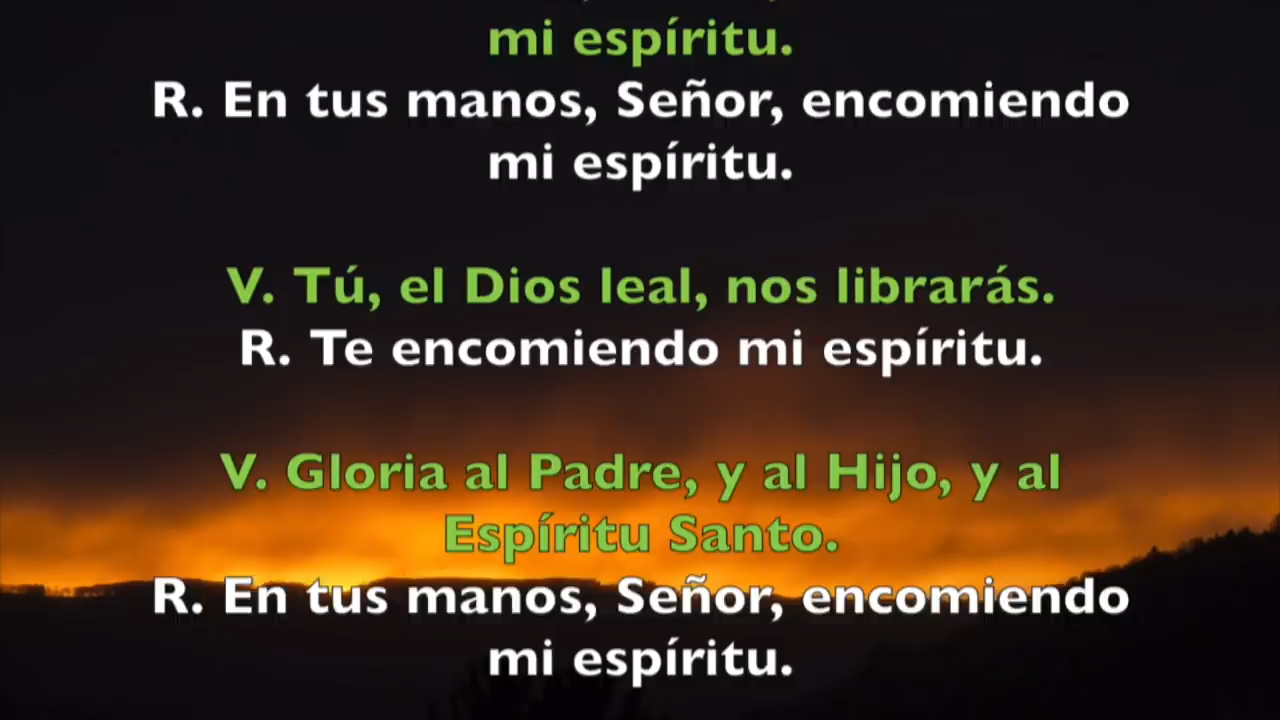 mi espíritu.
R. En tus manos, Señor, encomiendo
mi espíritu.
V. Tú, el Dios leal, nos librarás.
R. Te encomiendo mi espíritu.
V. Gloria al Padre, y al Hijo, y al
Espíritu Santo.
R. En tus manos, Señor, encomiendo
mi espíritu.